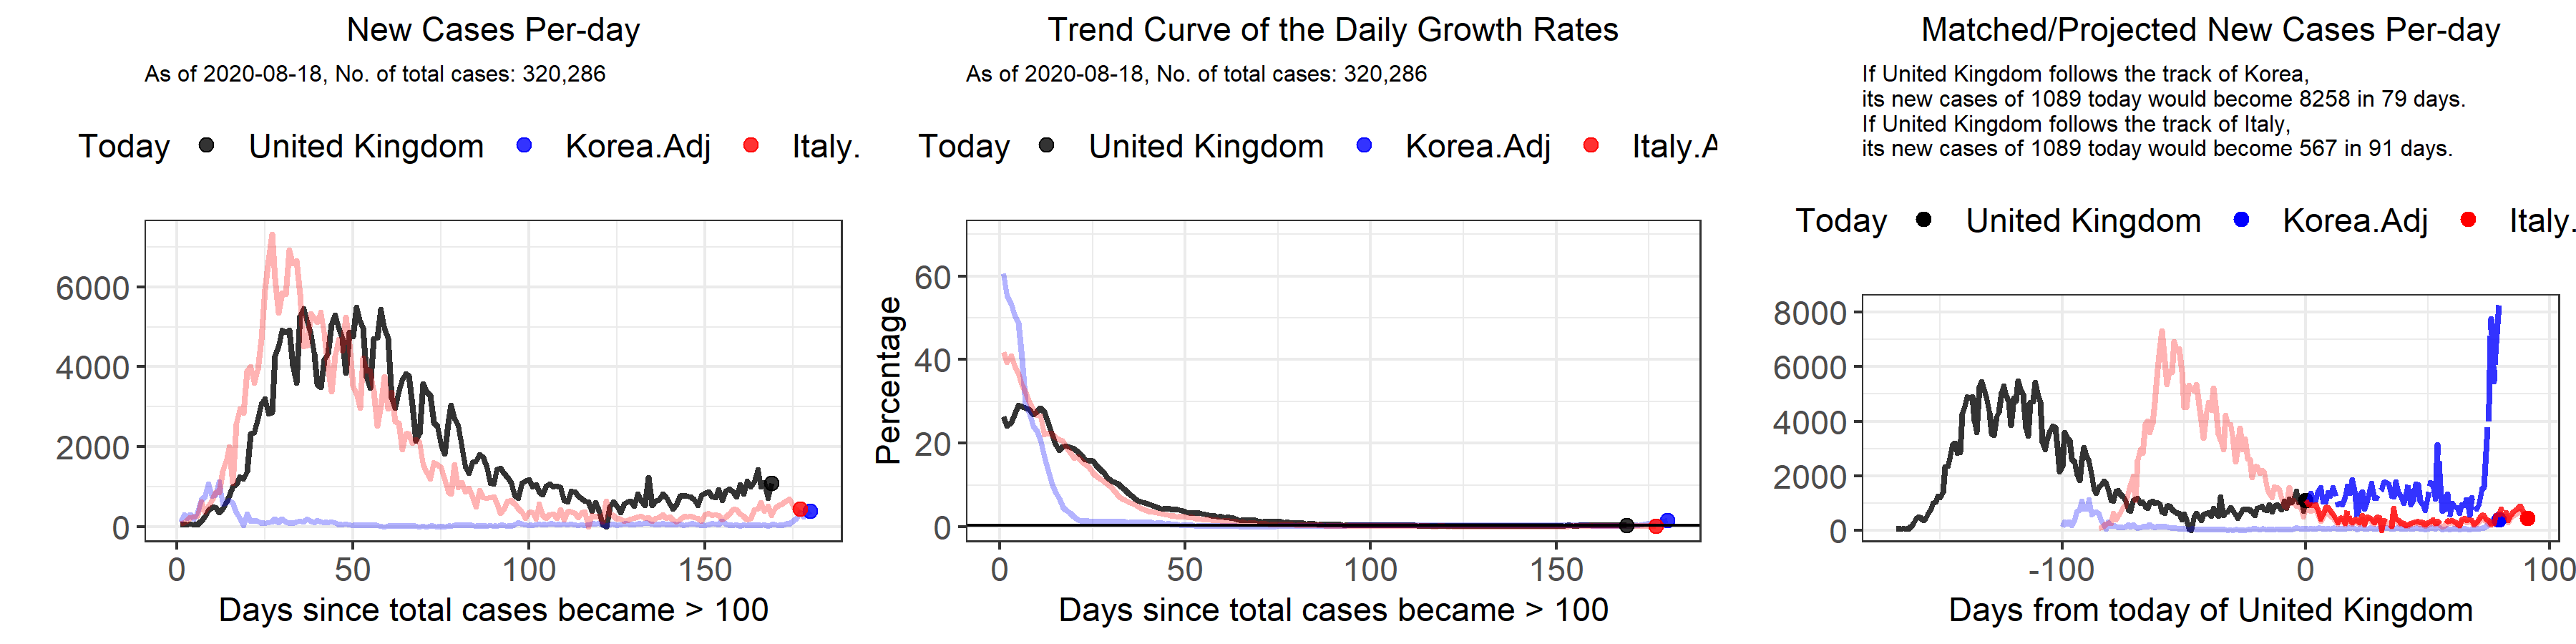 New Cases Per-day
As of 2020-08-18, No. of total cases: 320,286
Today United Kingdom Korea.Adj Italy.
6000
4000
2000
0
0 50 100 150
Days since total cases became > 100
Trend Curve of the Daily Growth Rates
As of 2020-08-18, No. of total cases: 320,286
Today United Kingdom Korea.Adj Italy.A
Percentage
60
40
20
0
0 50 100 150
Days since total cases became > 100
Matched/Projected New Cases Per-day
If United Kingdom follows the track of Korea,
its new cases of 1089 today would become 8258 in 79 days.
If United Kingdom follows the track of Italy,
its new cases of 1089 today would become 567 in 91 days.
Today United Kingdom Korea.Adj Italy.
8000
6000
4000
2000
0
-100 0 100
Days from today of United Kingdom